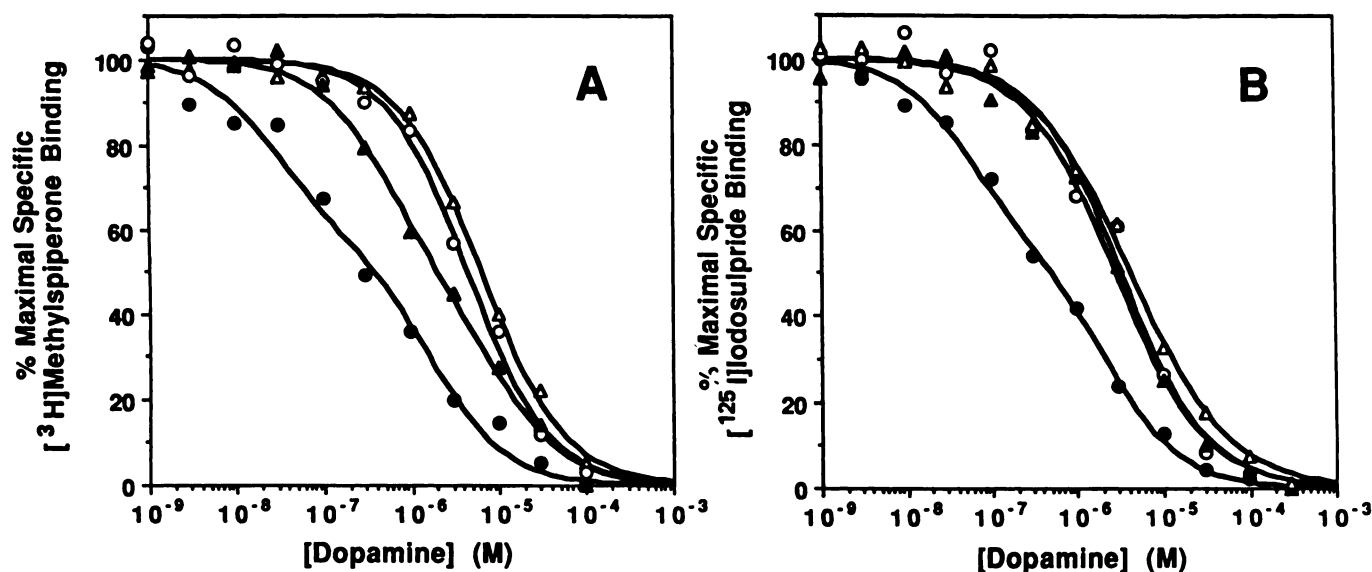 A
% Maximal Specific
[³H]Methylspiperone Binding
100
80
60
40
20
0
10⁻⁹ 10⁻⁸ 10⁻⁷ 10⁻⁶ 10⁻⁵ 10⁻⁴ 10⁻³
[Dopamine] (M)
B
% Maximal Specific
[¹²⁵I]Iodosulpride Binding
100
80
60
40
20
0
10⁻⁹ 10⁻⁸ 10⁻⁷ 10⁻⁶ 10⁻⁵ 10⁻⁴ 10⁻³
[Dopamine] (M)